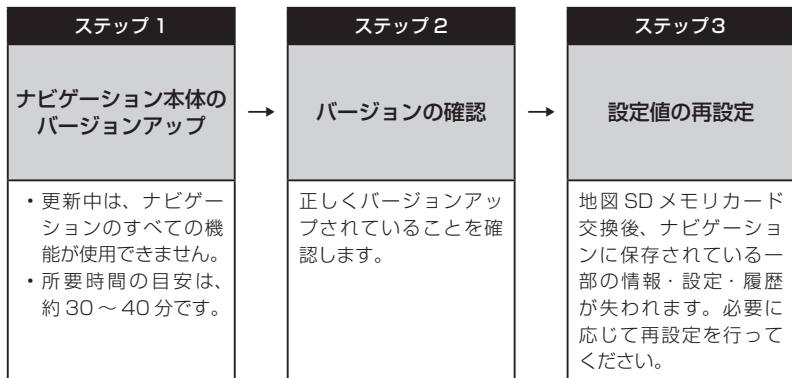 ステップ 1
ナビゲーション本体の
バージョンアップ
・更新中は、ナビゲー
ションのすべての機
能が使用できません。
・所要時間の目安は、
約 30 ～ 40 分です。
→
ステップ 2
バージョンの確認
正しくバージョンアッ
プされていることを確
認します。
→
ステップ3
設定値の再設定
地図 SD メモリカード
交換後、ナビゲーショ
ンに保存されている一
部の情報・設定・履歴
が失われます。必要に
応じて再設定を行って
ください。